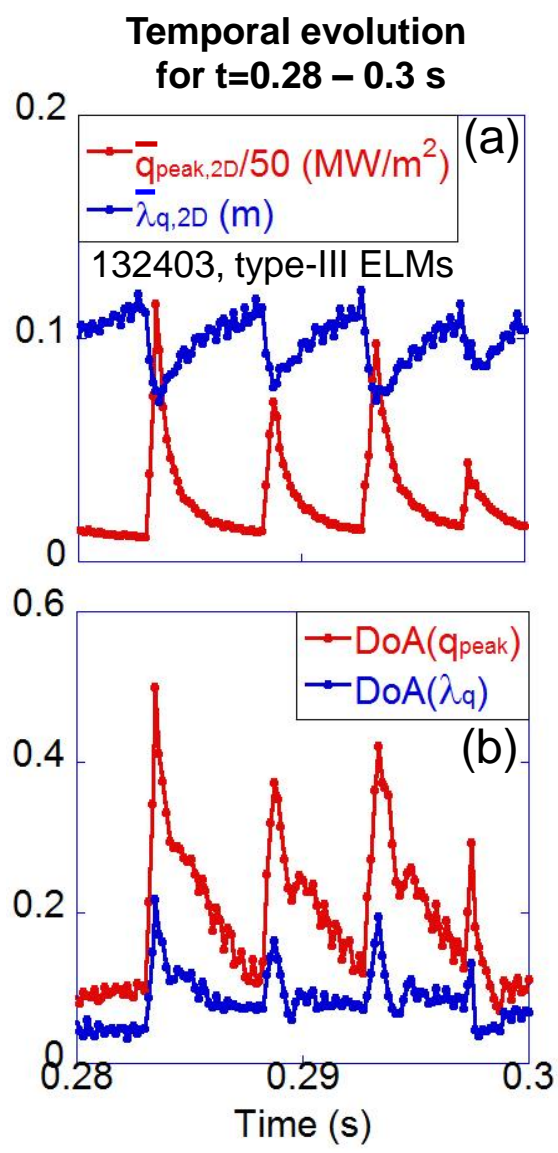 Temporal evolution
for t=0.28 – 0.3 s
0.2
(a)
q̅peak,2D/50 (MW/m²)
λ̅q,2D (m)
132403, type-III ELMs
0.1
0
0.6
DoA(qpeak)
DoA(λq)
(b)
0.4
0.2
0
0.28 0.29 0.3
Time (s)